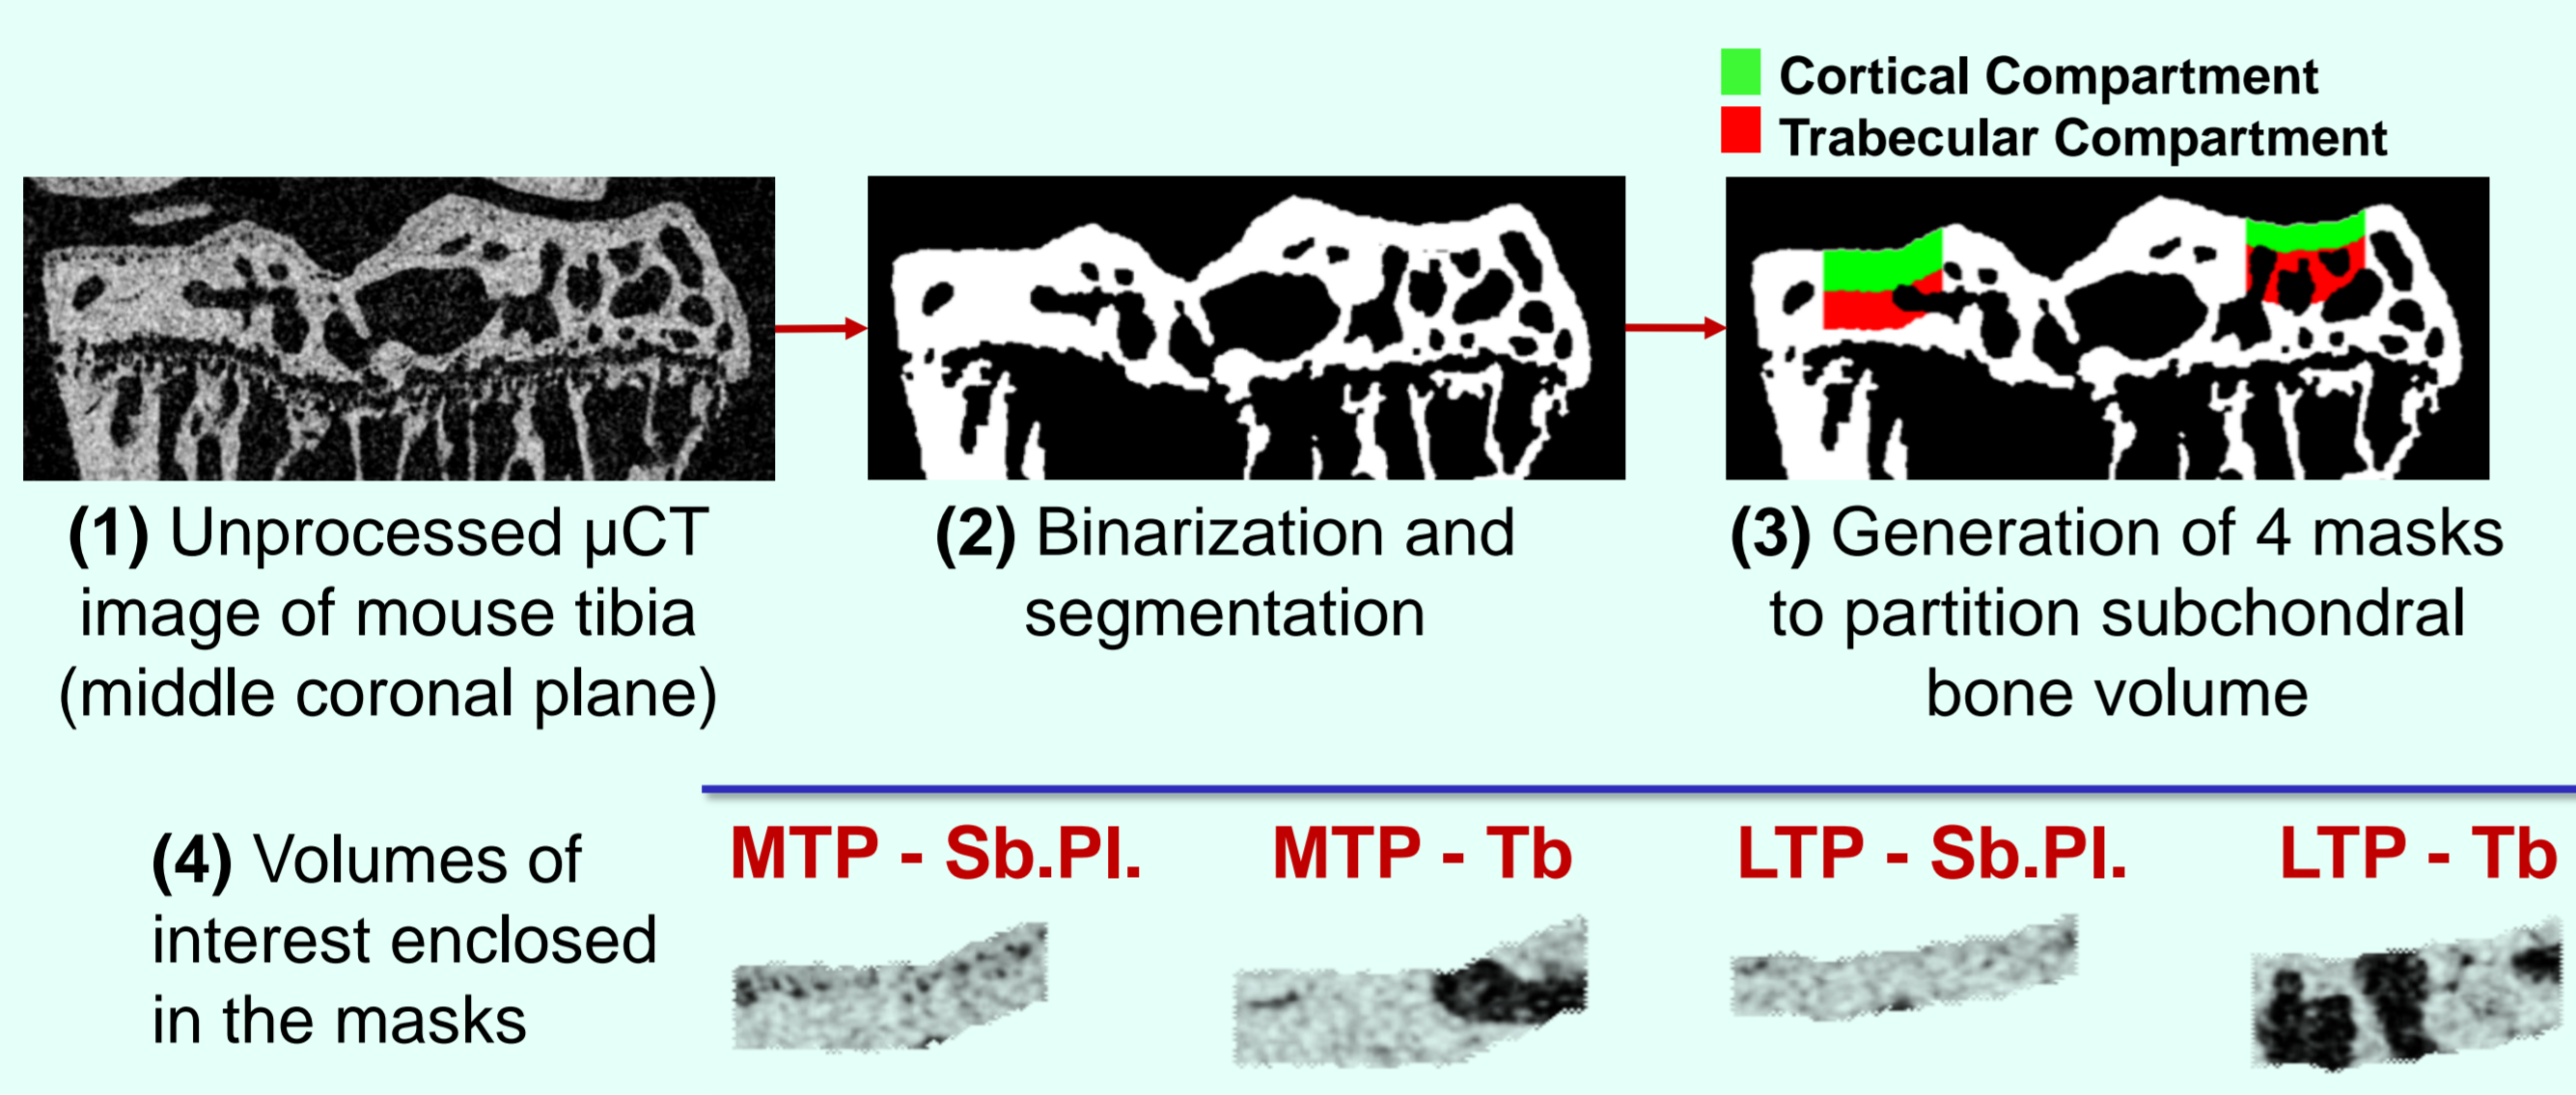 Cortical Compartment
Trabecular Compartment
(1) Unprocessed µCT
image of mouse tibia
(middle coronal plane)
(2) Binarization and
segmentation
(3) Generation of 4 masks
to partition subchondral
bone volume
(4) Volumes of
interest enclosed
in the masks
MTP - Sb.Pl.
MTP - Tb
LTP - Sb.Pl.
LTP - Tb